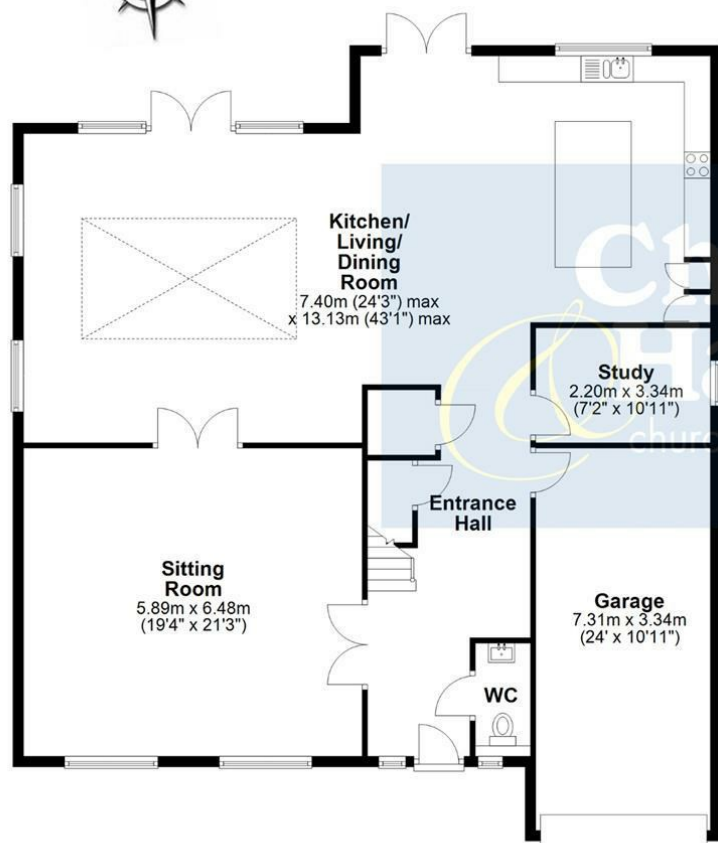 Kitchen/
Living/
Dining
Room
7.40m (24'3") max
x 13.13m (43'1") max
Study
2.20m x 3.34m
(7'2" x 10'11")
Entrance
Hall
Sitting
Room
5.89m x 6.48m
(19'4" x 21'3")
Garage
7.31m x 3.34m
(24' x 10'11")
WC